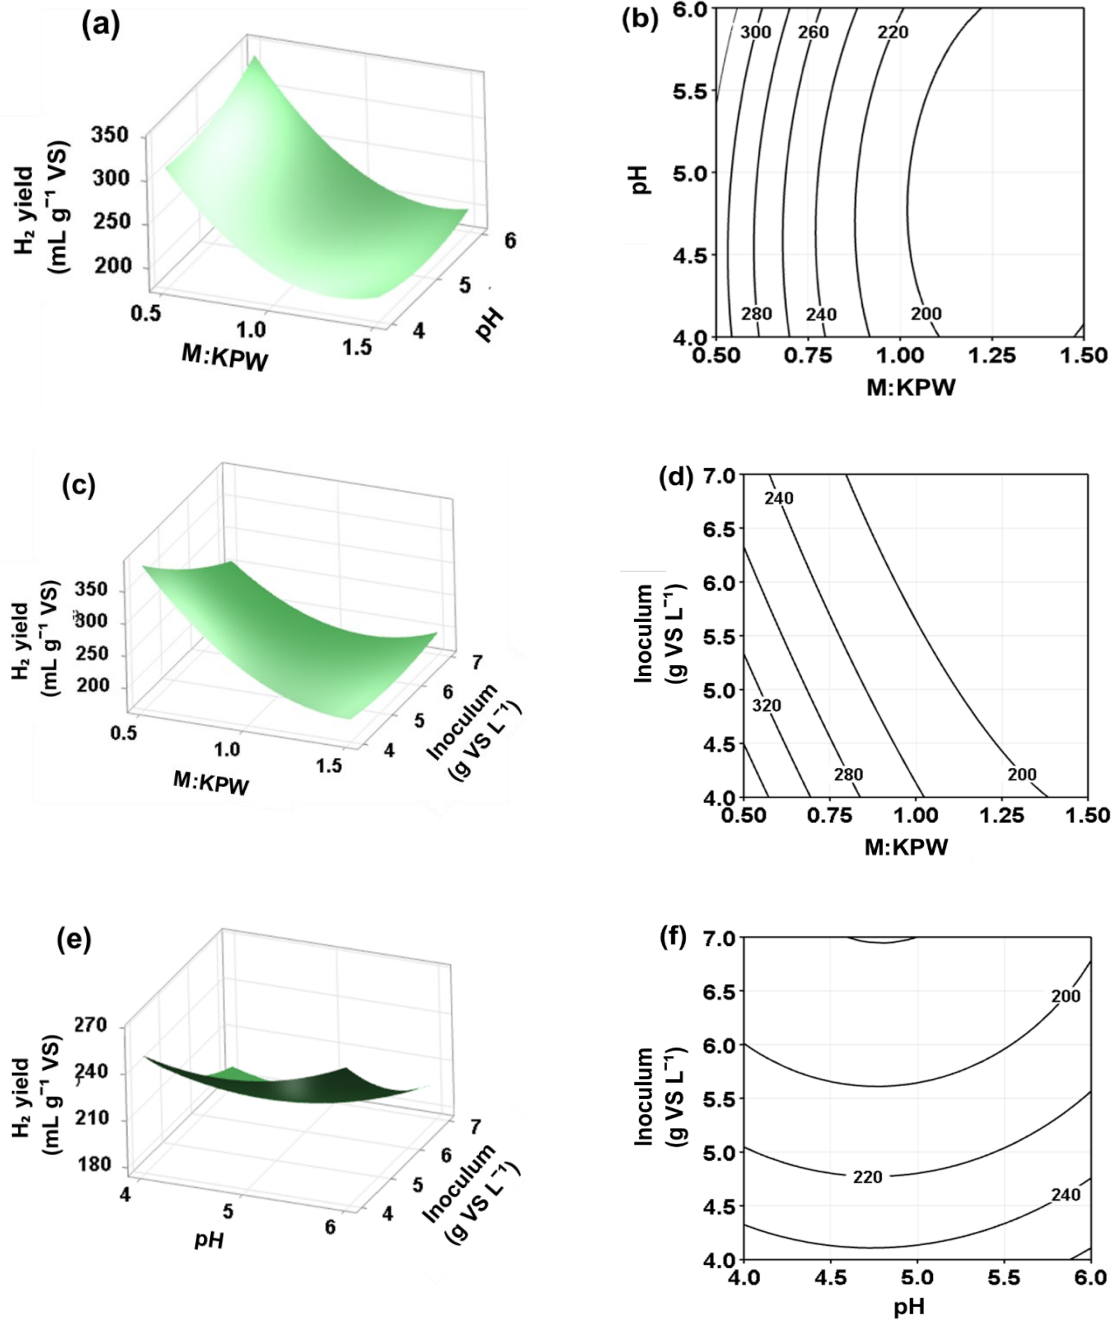 (a)
350
300
250
200
H₂ yield
(mL g⁻¹ VS)
0.5
1.0
1.5
M:KPW
4
5
6
pH
(b)
6.0
5.5
5.0
4.5
4.0
pH
300
260
220
280
240
200
0.50
0.75
1.00
1.25
1.50
M:KPW
(c)
350
300
250
200
H₂ yield
(mL g⁻¹ VS)
0.5
1.0
1.5
M:KPW
4
5
6
7
Inoculum
(g VS L⁻¹)
(d)
7.0
6.5
6.0
5.5
5.0
4.5
4.0
Inoculum
(g VS L⁻¹)
240
320
280
200
0.50
0.75
1.00
1.25
1.50
M:KPW
(e)
270
240
210
180
H₂ yield
(mL g⁻¹ VS)
4
5
6
pH
4
5
6
7
Inoculum
(g VS L⁻¹)
(f)
7.0
6.5
6.0
5.5
5.0
4.5
4.0
Inoculum
(g VS L⁻¹)
200
220
240
4.0
4.5
5.0
5.5
6.0
pH